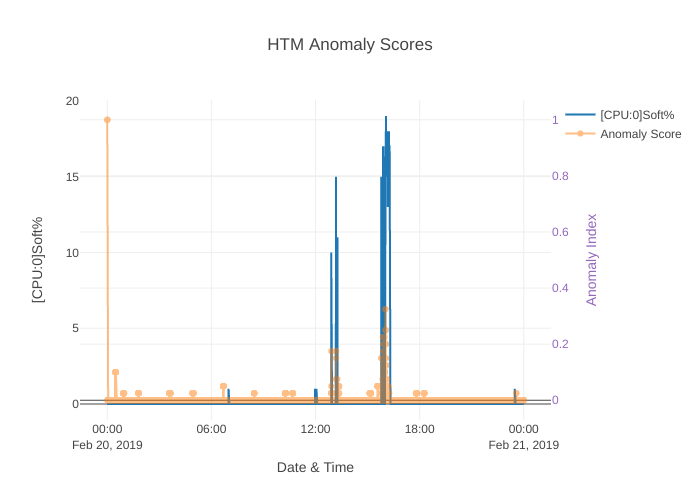 HTM Anomaly Scores
[CPU:0]Soft%
Anomaly Score
20
15
10
5
0
[CPU:0]Soft%
1
0.8
0.6
0.4
0.2
0
Anomaly Index
00:00 06:00 12:00 18:00 00:00
Feb 20, 2019 Feb 21, 2019
Date & Time